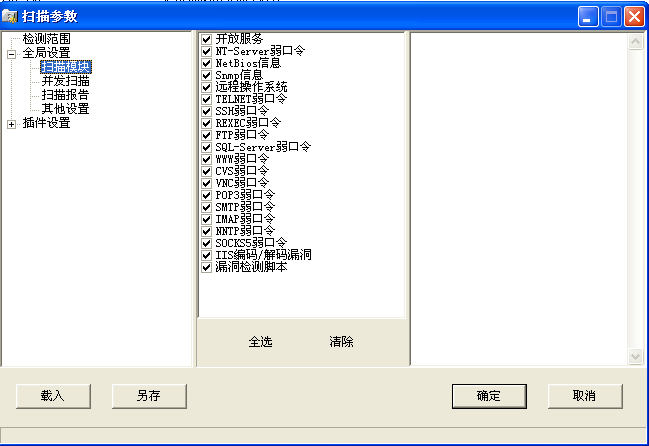 扫描参数
检测范围
全局设置
扫描模块
并发扫描
扫描报告
其他设置
插件设置
开放服务
NT-Server弱口令
NetBios信息
Snmp信息
远程操作系统
TELNET弱口令
SSH弱口令
REXEC弱口令
FTP弱口令
SQL-Server弱口令
WWW弱口令
CVS弱口令
VNC弱口令
POP3弱口令
SMTP弱口令
IMAP弱口令
NNTP弱口令
SOCKS5弱口令
IIS编码/解码漏洞
漏洞检测脚本
全选 清除
载入 另存 确定 取消